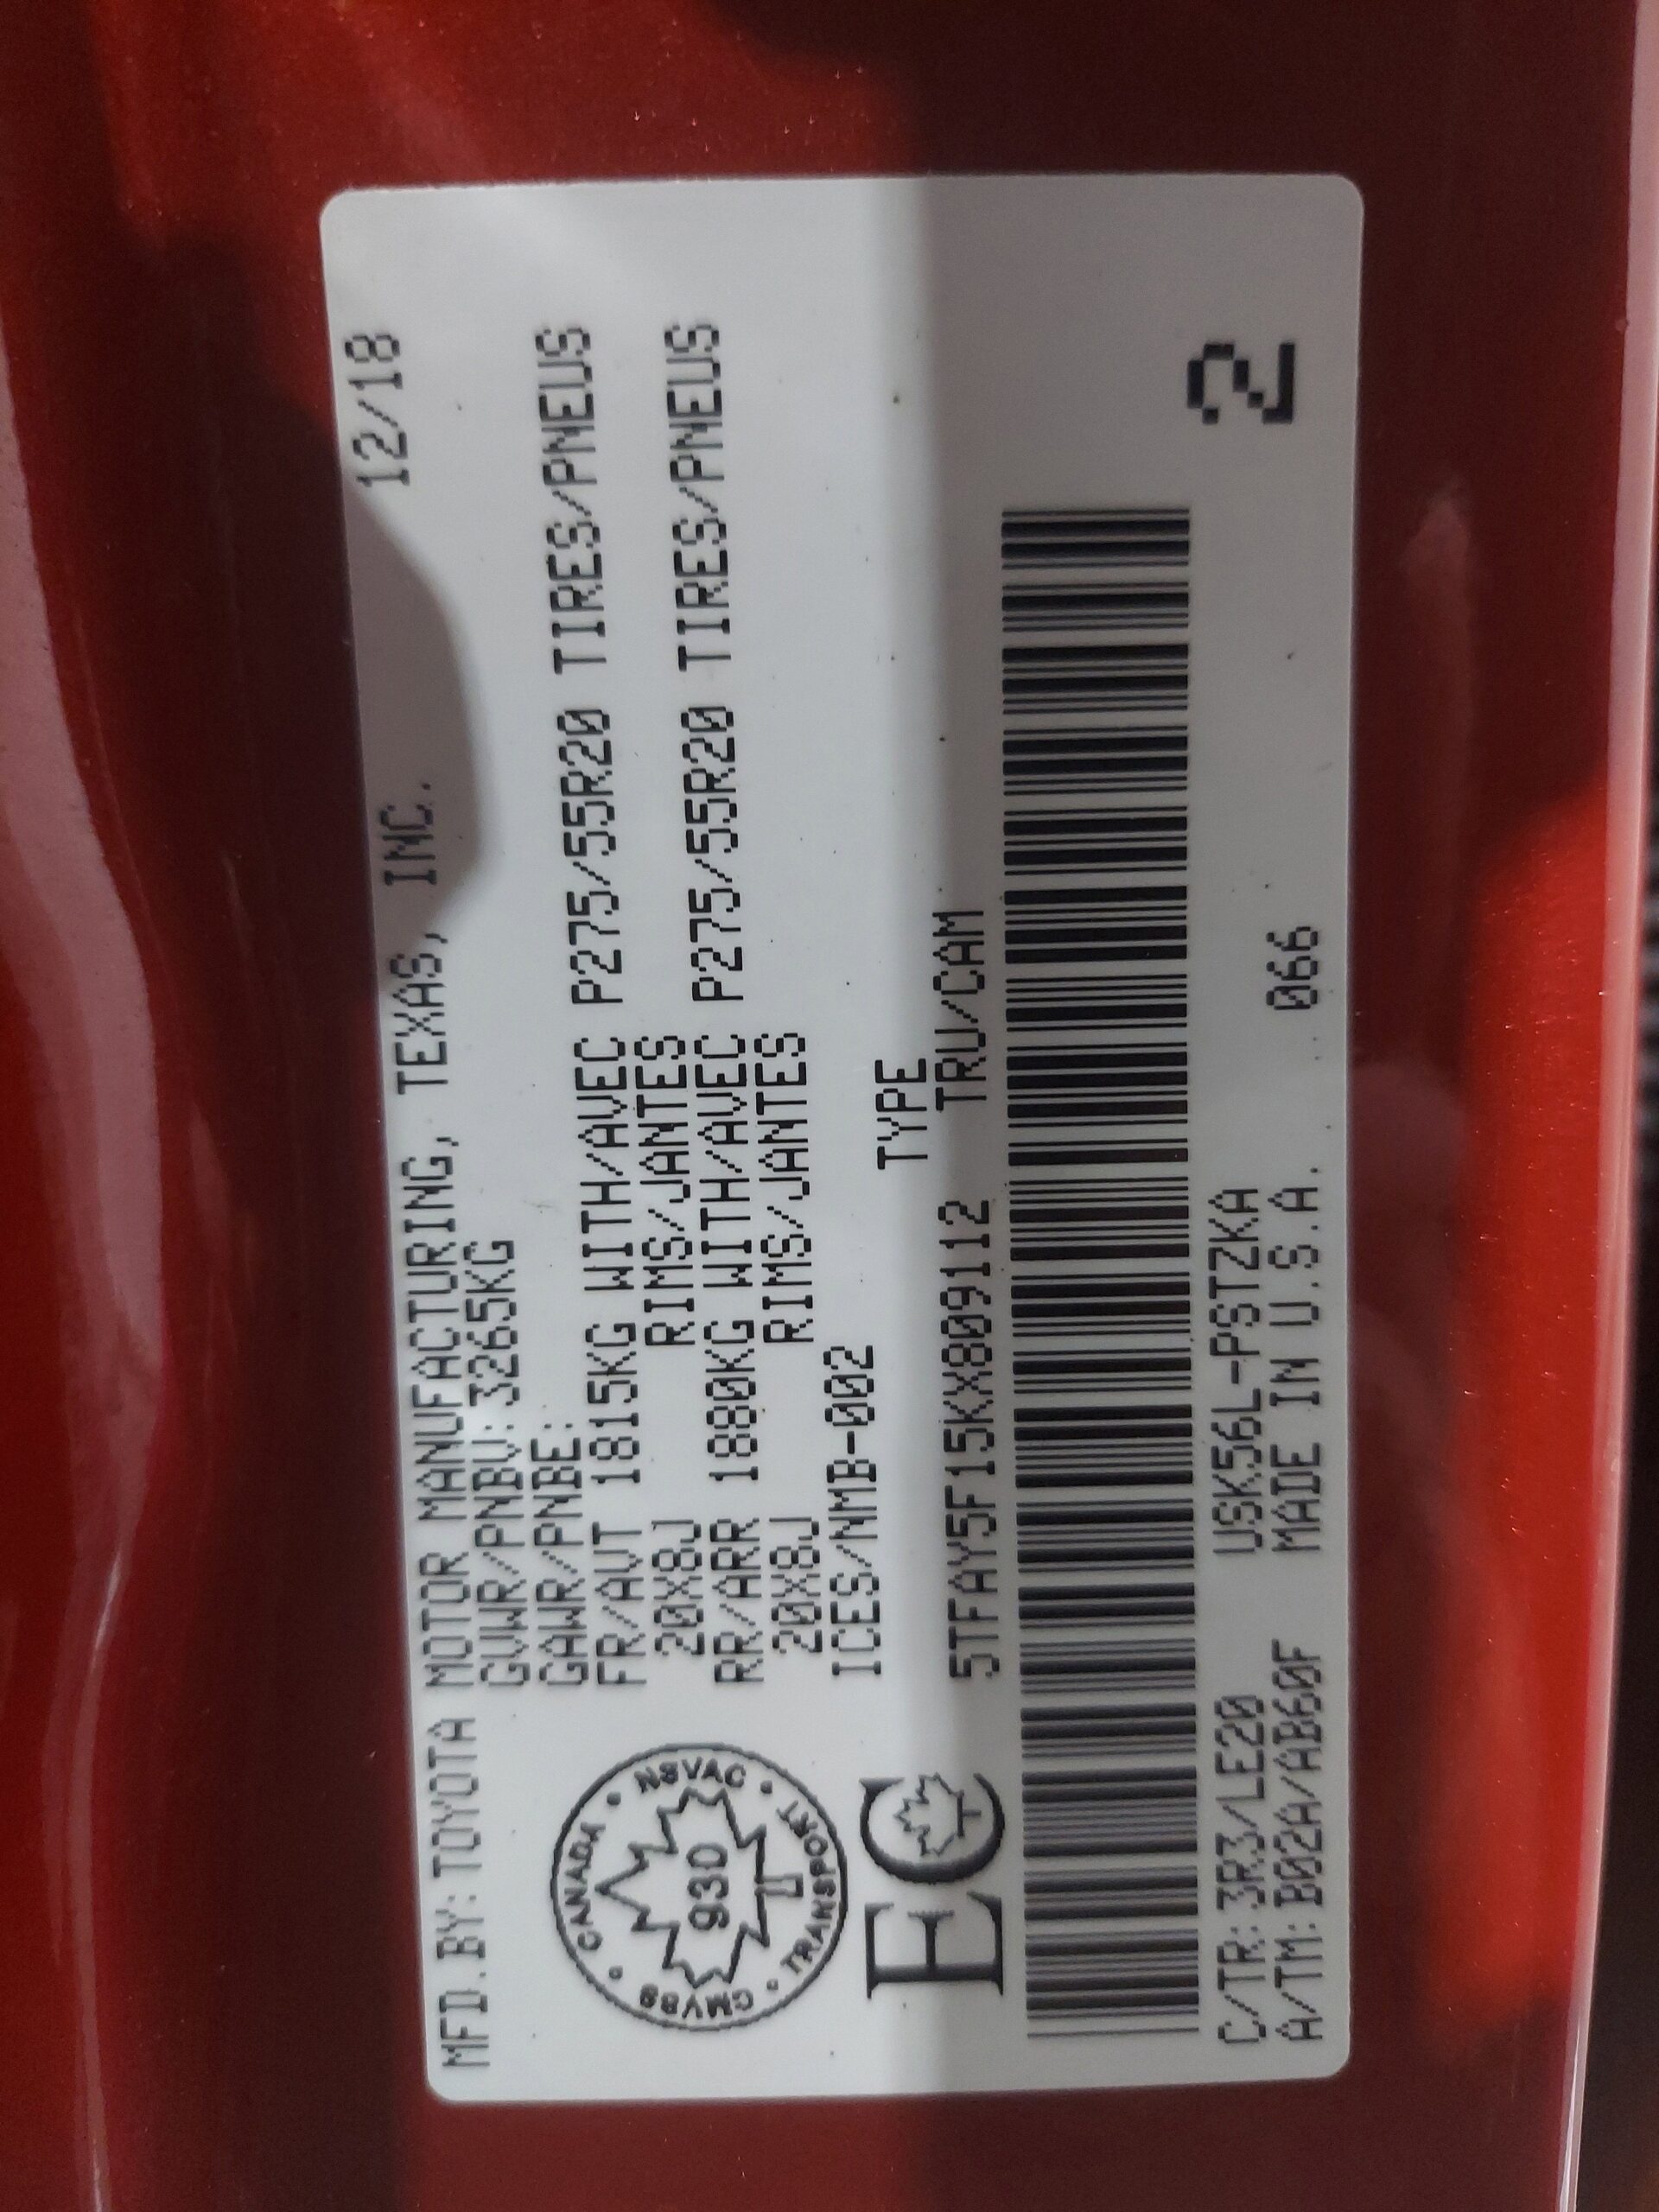 MFD.BY:TOYOTA MOTOR MANUFACTURING, TEXAS, INC. 12/18
GVWR/PNBV:3265KG
GAWR/PNBE:
FR/AVT 1815KG WITH/AVEC P275/55R20 TIRES/PNEUS
20X8J RIMS/JANTES
RR/ARR 1880KG WITH/AVEC P275/55R20 TIRES/PNEUS
20X8J RIMS/JANTES
ICES/NMB-002
CANADA • NSVAC • TRANSPORT • CMVSS
930
T
EC
TYPE
5TFAY5F15KX809112 TRU/CAM
C/TR:3R3/LE20 USK56L-PSTZKA
A/TM:B02A/AB60F MADE IN U.S.A. 066
2